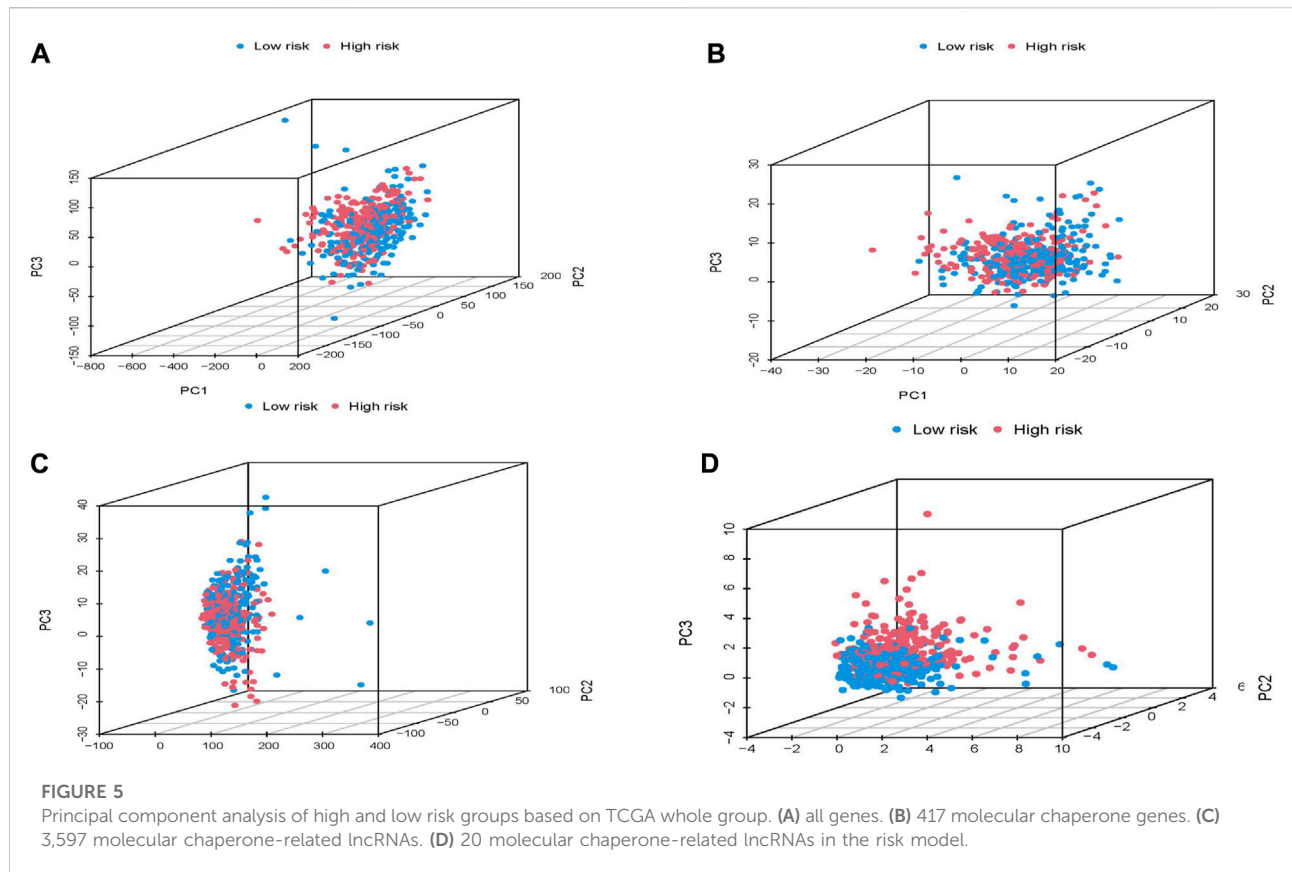 Low risk High risk
A
PC3
150
100
50
0
-50
-100
-150
-800 -600 -400 -200 0 200
PC1
-200 -150 -100 -50 0 50 100 150 200
PC2
Low risk High risk
B
PC3
30
20
10
0
-10
-20
-40 -30 -20 -10 0 10 20
PC1
-20 -10 0 10 20 30
PC2
Low risk High risk
C
PC3
40
30
20
10
0
-10
-20
-30
-100 0 100 200 300 400
-100 -50 0 50 100
PC2
Low risk High risk
D
PC3
10
8
6
4
2
0
-2
-4
-4 -2 0 2 4 6 8 10
-4 -2 0 2 4 6
PC2
FIGURE 5
Principal component analysis of high and low risk groups based on TCGA whole group. (A) all genes. (B) 417 molecular chaperone genes. (C)
3,597 molecular chaperone-related lncRNAs. (D) 20 molecular chaperone-related lncRNAs in the risk model.